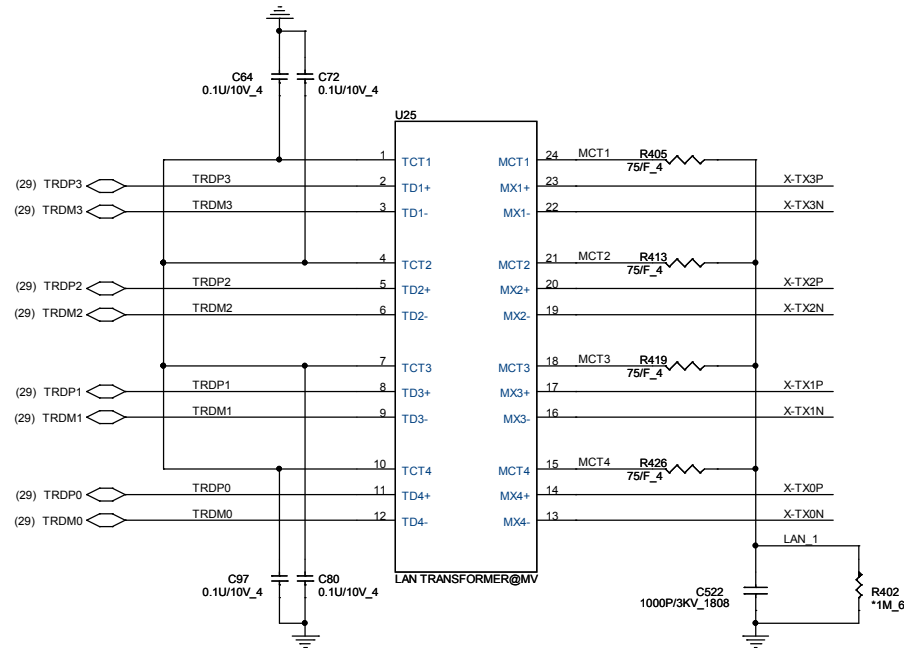 C64
0.1U/10V_4
C72
0.1U/10V_4
U25
1 TCT1 MCT1 24 MCT1 R405
75/F_4
(29) TRDP3 TRDP3 2 TD1+ MX1+ 23 X-TX3P
(29) TRDM3 TRDM3 3 TD1- MX1- 22 X-TX3N
4 TCT2 MCT2 21 MCT2 R413
75/F_4
(29) TRDP2 TRDP2 5 TD2+ MX2+ 20 X-TX2P
(29) TRDM2 TRDM2 6 TD2- MX2- 19 X-TX2N
7 TCT3 MCT3 18 MCT3 R419
75/F_4
(29) TRDP1 TRDP1 8 TD3+ MX3+ 17 X-TX1P
(29) TRDM1 TRDM1 9 TD3- MX3- 16 X-TX1N
10 TCT4 MCT4 15 MCT4 R426
75/F_4
(29) TRDP0 TRDP0 11 TD4+ MX4+ 14 X-TX0P
(29) TRDM0 TRDM0 12 TD4- MX4- 13 X-TX0N
LAN_1
LAN TRANSFORMER@MV
C97
0.1U/10V_4
C80
0.1U/10V_4
C522
1000P/3KV_1808
R402
*1M_6